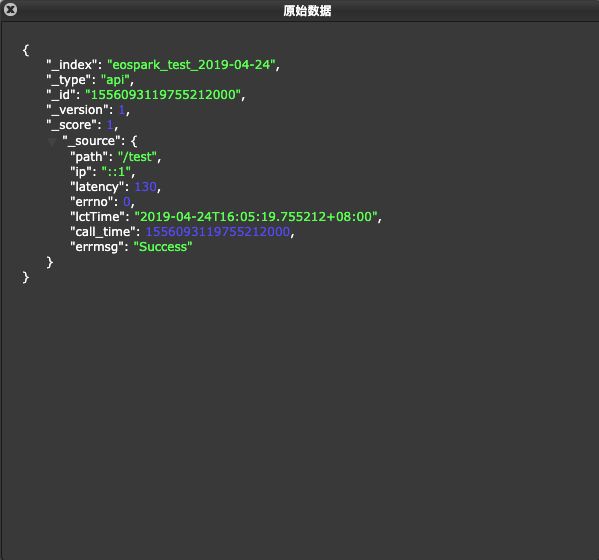 原始数据
{
"_index": "eospark_test_2019-04-24",
"_type": "api",
"_id": "1556093119755212000",
"_version": 1,
"_score": 1,
"_source": {
"path": "/test",
"ip": "::1",
"latency": 130,
"errno": 0,
"lctTime": "2019-04-24T16:05:19.755212+08:00",
"call_time": 1556093119755212000,
"errmsg": "Success"
}
}